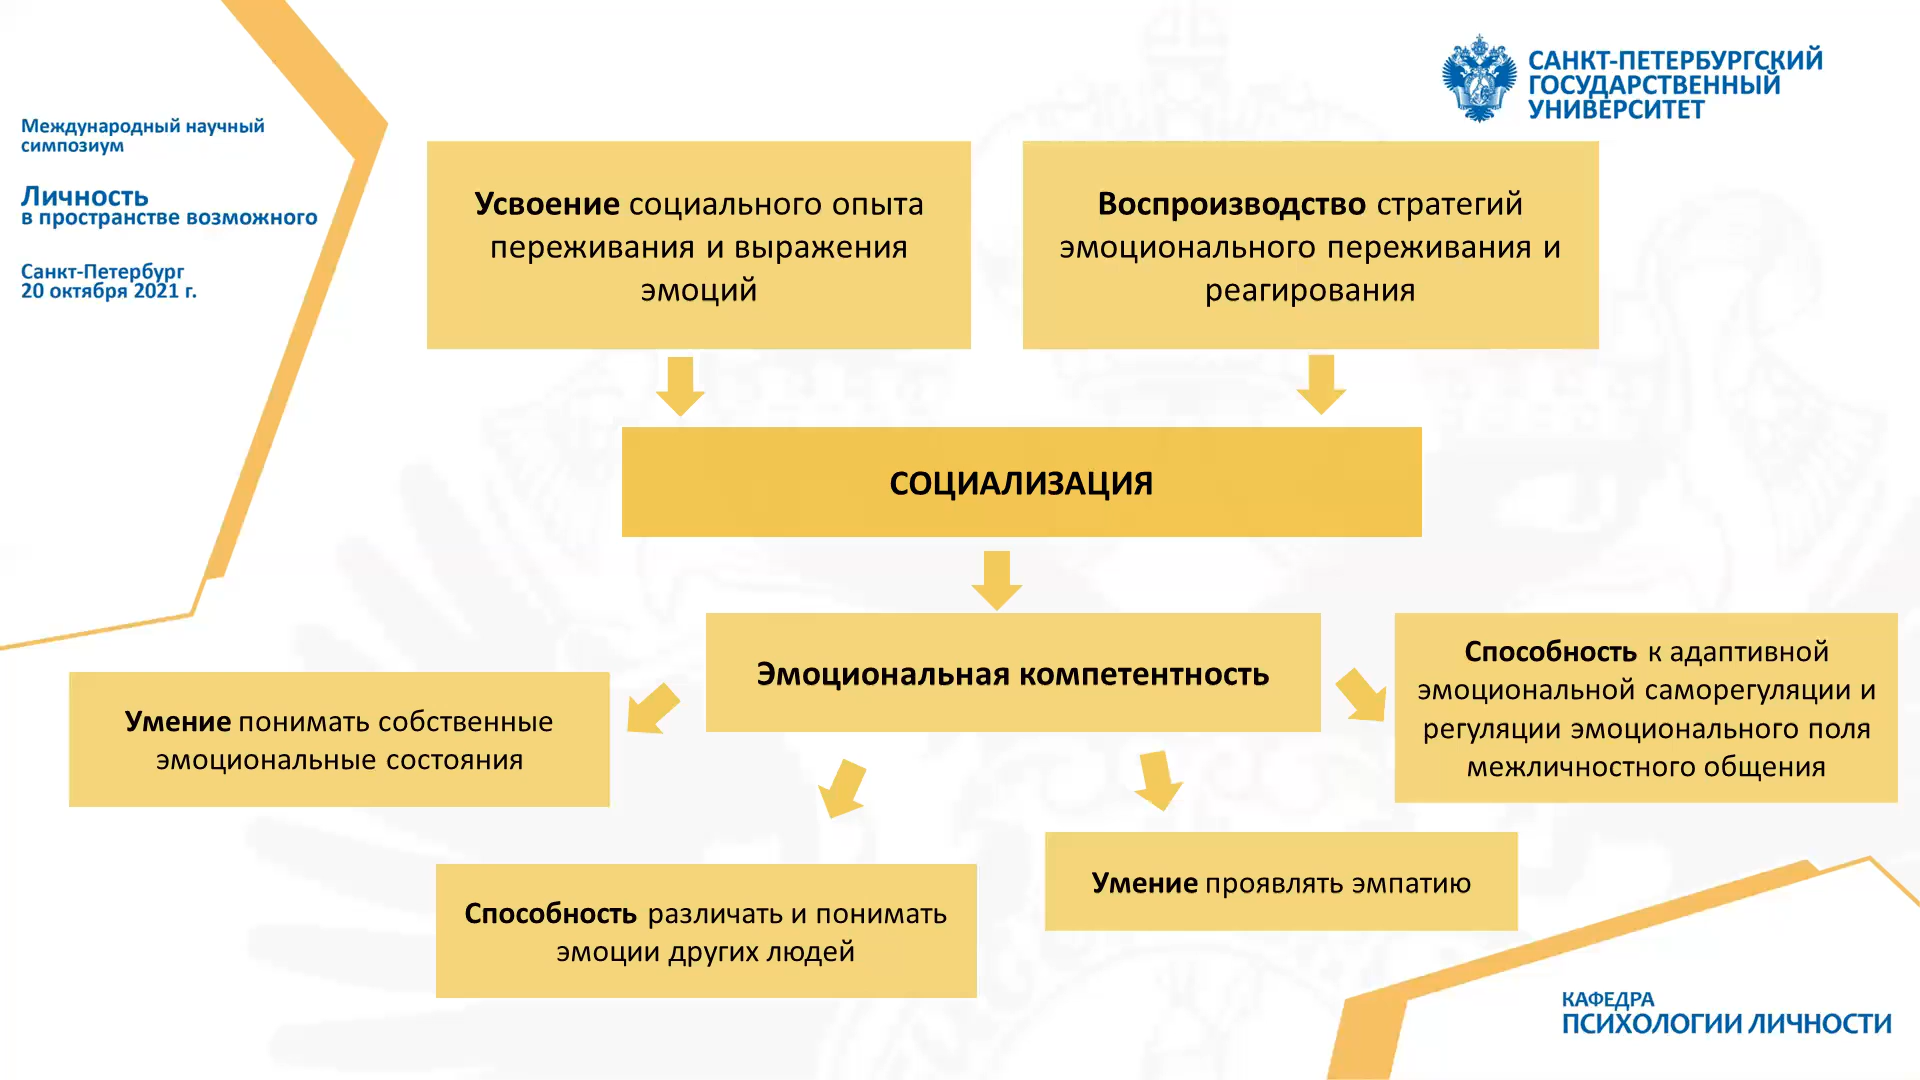 Международный научный
симпозиум
Личность
в пространстве возможного
Санкт-Петербург
20 октября 2021 г.
САНКТ-ПЕТЕРБУРГСКИЙ
ГОСУДАРСТВЕННЫЙ
УНИВЕРСИТЕТ
Усвоение социального опыта
переживания и выражения
эмоций
Воспроизводство стратегий
эмоционального переживания и
реагирования
СОЦИАЛИЗАЦИЯ
Эмоциональная компетентность
Умение понимать собственные
эмоциональные состояния
Способность различать и понимать
эмоции других людей
Умение проявлять эмпатию
Способность к адаптивной
эмоциональной саморегуляции и
регуляции эмоционального поля
межличностного общения
КАФЕДРА
ПСИХОЛОГИИ ЛИЧНОСТИ